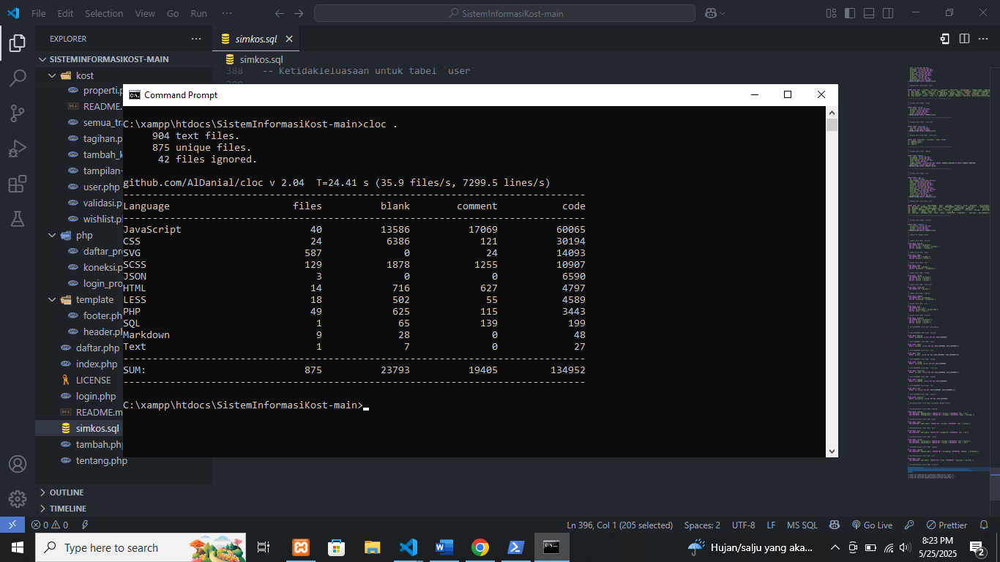 File Edit Selection View Go Run ··· SistemInformasiKost-main
EXPLORER ···
SISTEMINFORMASIKOST-MAIN
kost
properti.p
README.
semua_tra
tagihan.p
tambah_k
tampilan-
user.php
validasi.p
wishlist.p
php
daftar_pro
koneksi.p
login_pro
template
footer.ph
header.ph
daftar.php
index.php
LICENSE
login.php
README.m
simkos.sql
tambah.php
tentang.php
OUTLINE
TIMELINE
simkos.sql
simkos.sql
388 -- Ketidakleluasaan untuk tabel `user`
Command Prompt
C:\xampp\htdocs\SistemInformasiKost-main>cloc .
904 text files.
875 unique files.
42 files ignored.
github.com/AlDanial/cloc v 2.04 T=24.41 s (35.9 files/s, 7299.5 lines/s)
-------------------------------------------------------------------------------
Language files blank comment code
-------------------------------------------------------------------------------
JavaScript 40 13586 17069 60065
CSS 24 6386 121 30194
SVG 587 0 24 14093
SCSS 129 1878 1255 10907
JSON 3 0 0 6590
HTML 14 716 627 4797
LESS 18 502 55 4589
PHP 49 625 115 3443
SQL 1 65 139 199
Markdown 9 28 0 48
Text 1 7 0 27
-------------------------------------------------------------------------------
SUM: 875 23793 19405 134952
-------------------------------------------------------------------------------
C:\xampp\htdocs\SistemInformasiKost-main>
0 0 Ln 396, Col 1 (205 selected) Spaces: 2 UTF-8 LF MS SQL Go Live Prettier
Type here to search Hujan/salju yang aka... 8:23 PM
5/25/2025
2